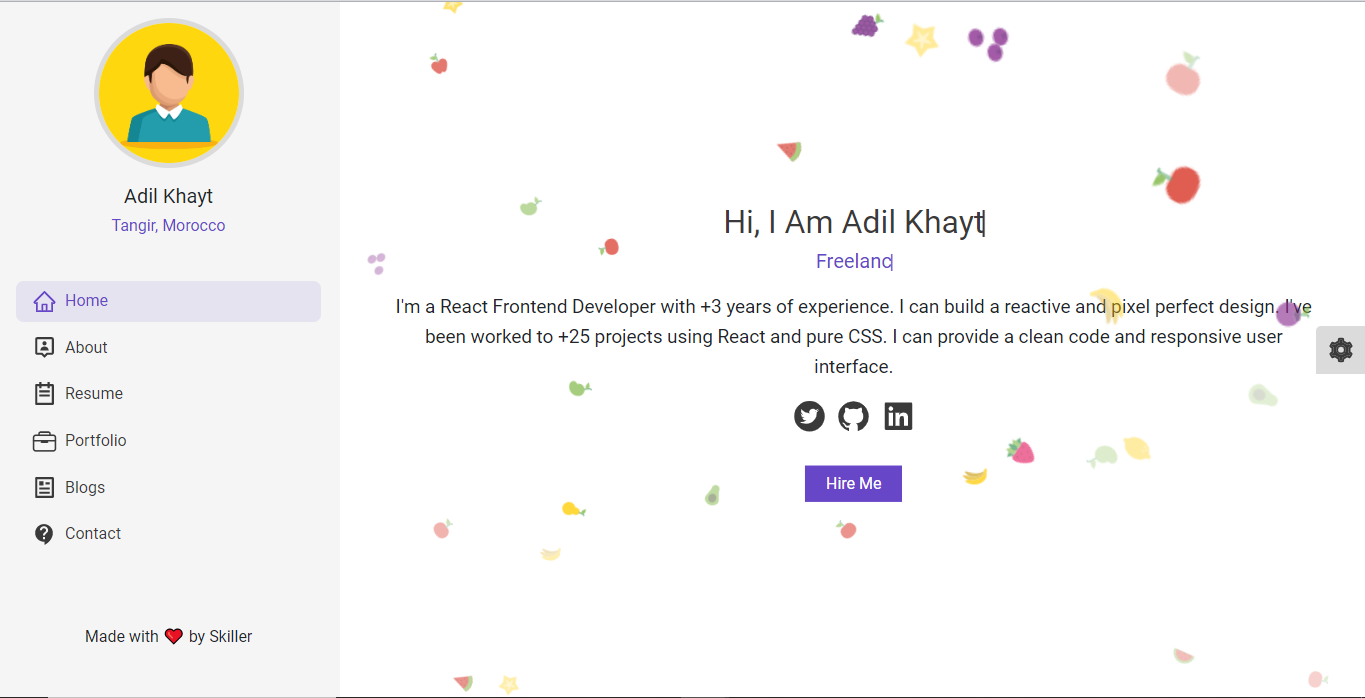 Adil Khayt
Tangir, Morocco
Home
About
Resume
Portfolio
Blogs
Contact
Made with ❤ by Skiller
Hi, I Am Adil Khayt
Freelanc
I'm a React Frontend Developer with +3 years of experience. I can build a reactive and pixel perfect design. I've
been worked to +25 projects using React and pure CSS. I can provide a clean code and responsive user
interface.
in
Hire Me